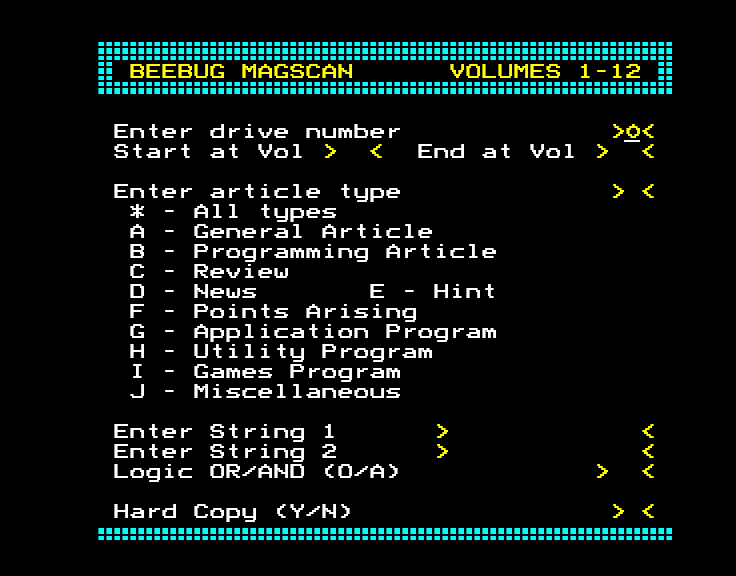 BEEBUG MAGSCAN VOLUMES 1-12
Enter drive number >0<
Start at Vol > < End at Vol > <
Enter article type > <
* - All types
A - General Article
B - Programming Article
C - Review
D - News E - Hint
F - Points Arising
G - Application Program
H - Utility Program
I - Games Program
J - Miscellaneous
Enter String 1 > <
Enter String 2 > <
Logic OR/AND (O/A) > <
Hard Copy (Y/N) > <